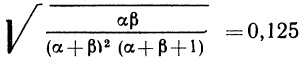 √(αβ / ((α+β)² (α+β+1))) = 0,125